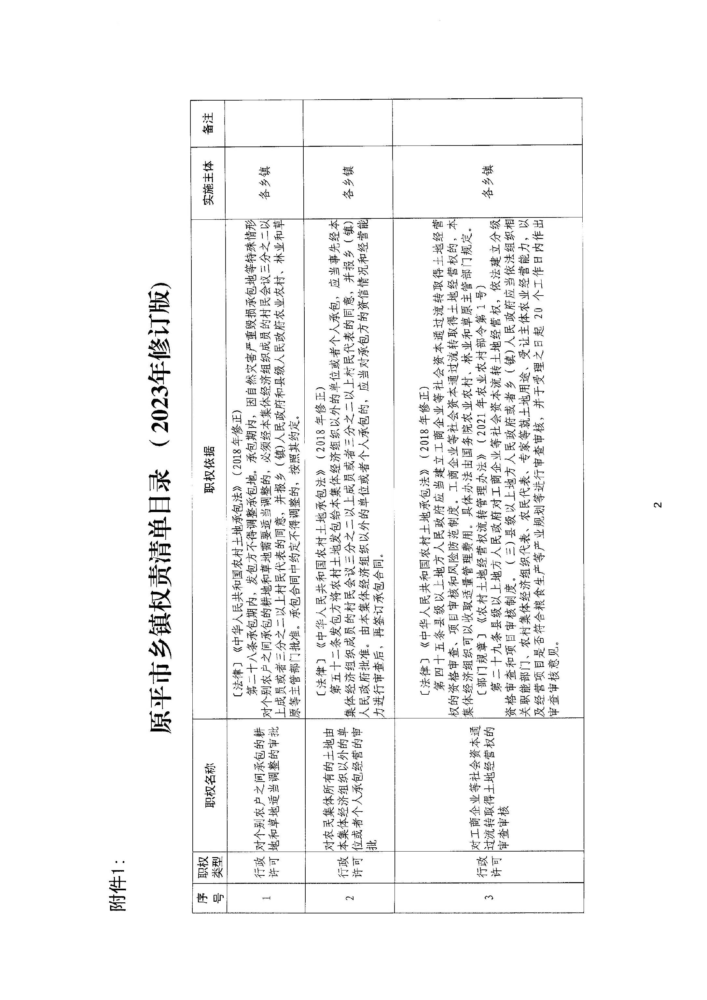 附件1：
原平市乡镇权责清单目录（2023年修订版）
序号
职权类型
职权名称
职权依据
实施主体
备注
1
行政
许可
对个别农户之间承包的耕
地和草地适当调整的审批
〔法律〕《中华人民共和国农村土地承包法》（2018年修正）
第二十八条承包期内，发包方不得调整承包地。承包期内，因自然灾害严重毁损承包地等特殊情形
对个别农户之间承包的耕地和草地需要适当调整的，必须经本集体经济组织成员的村民会议三分之二以
上成员或者三分之二以上村民代表的同意，并报乡（镇）人民政府和县级人民政府农业农村、林业和草
原等主管部门批准。承包合同中约定不得调整的，按照其约定。
各乡镇
2
行政
许可
对农民集体所有的土地由
本集体经济组织以外的单
位或者个人承包经营的审
批
〔法律〕《中华人民共和国农村土地承包法》（2018年修正）
第五十二条发包方将农村土地发包给本集体经济组织以外的单位或者个人承包，应当事先经本
集体经济组织成员的村民会议三分之二以上成员或者三分之二以上村民代表的同意，并报乡（镇）
人民政府批准。由本集体经济组织以外的单位或者个人承包的，应当对承包方的资信情况和经营能
力进行审查后，再签订承包合同。
各乡镇
3
行政
许可
对工商企业等社会资本通
过流转取得土地经营权的
审查审核
〔法律〕《中华人民共和国农村土地承包法》（2018年修正）
第四十五条县级以上地方人民政府应当建立工商企业等社会资本通过流转取得土地经营
权的资格审查、项目审核和风险防范制度。工商企业等社会资本通过流转取得土地经营权的，本
集体经济组织可以收取适量管理费用。具体办法由国务院农业农村、林业和草原主管部门规定。
〔部门规章〕《农村土地经营权流转管理办法》（2021年农业农村部令第1号）
第二十九条县级以上地方人民政府对工商企业等社会资本流转土地经营权，依法建立分级
资格审查和项目审核制度。（三）县级以上地方人民政府或者乡（镇）人民政府应当依法组织相
关职能部门、农村集体经济组织代表、农民代表、专家等就土地用途、受让主体农业经营能力，以
及经营项目是否符合粮食生产等产业规划等进行审查审核，并于受理之日起20个工作日内作出
审查审核意见。
各乡镇
2